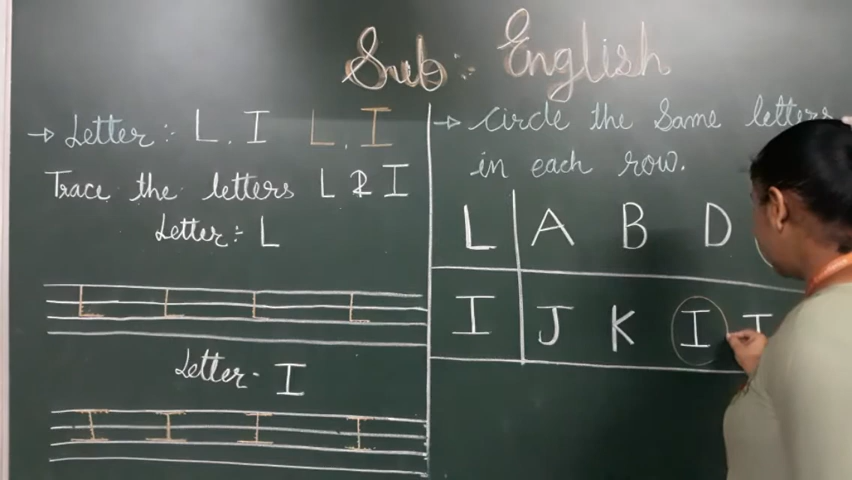 Sub:- English
→ Letter:- L, I L, I
Trace the letters L & I
Letter:- L
L L L L
Letter- I
I I I I
→ Circle the same letters
in each row.
L A B D
I J K I